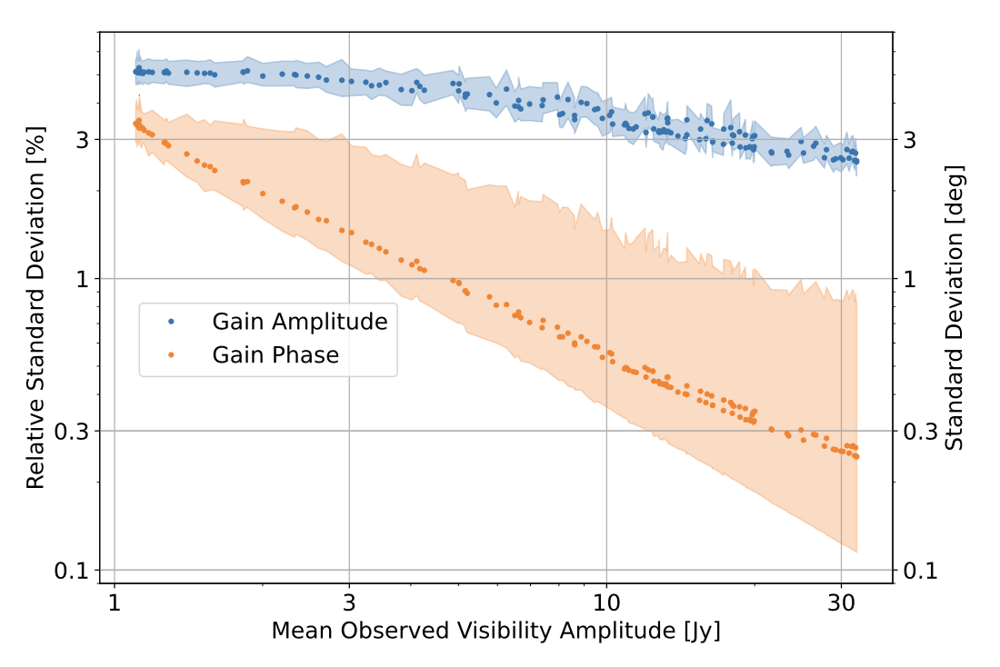 Relative Standard Deviation [%]
3
1
0.3
0.1
Gain Amplitude
Gain Phase
3
1
0.3
0.1
Standard Deviation [deg]
1
3
10
30
Mean Observed Visibility Amplitude [Jy]